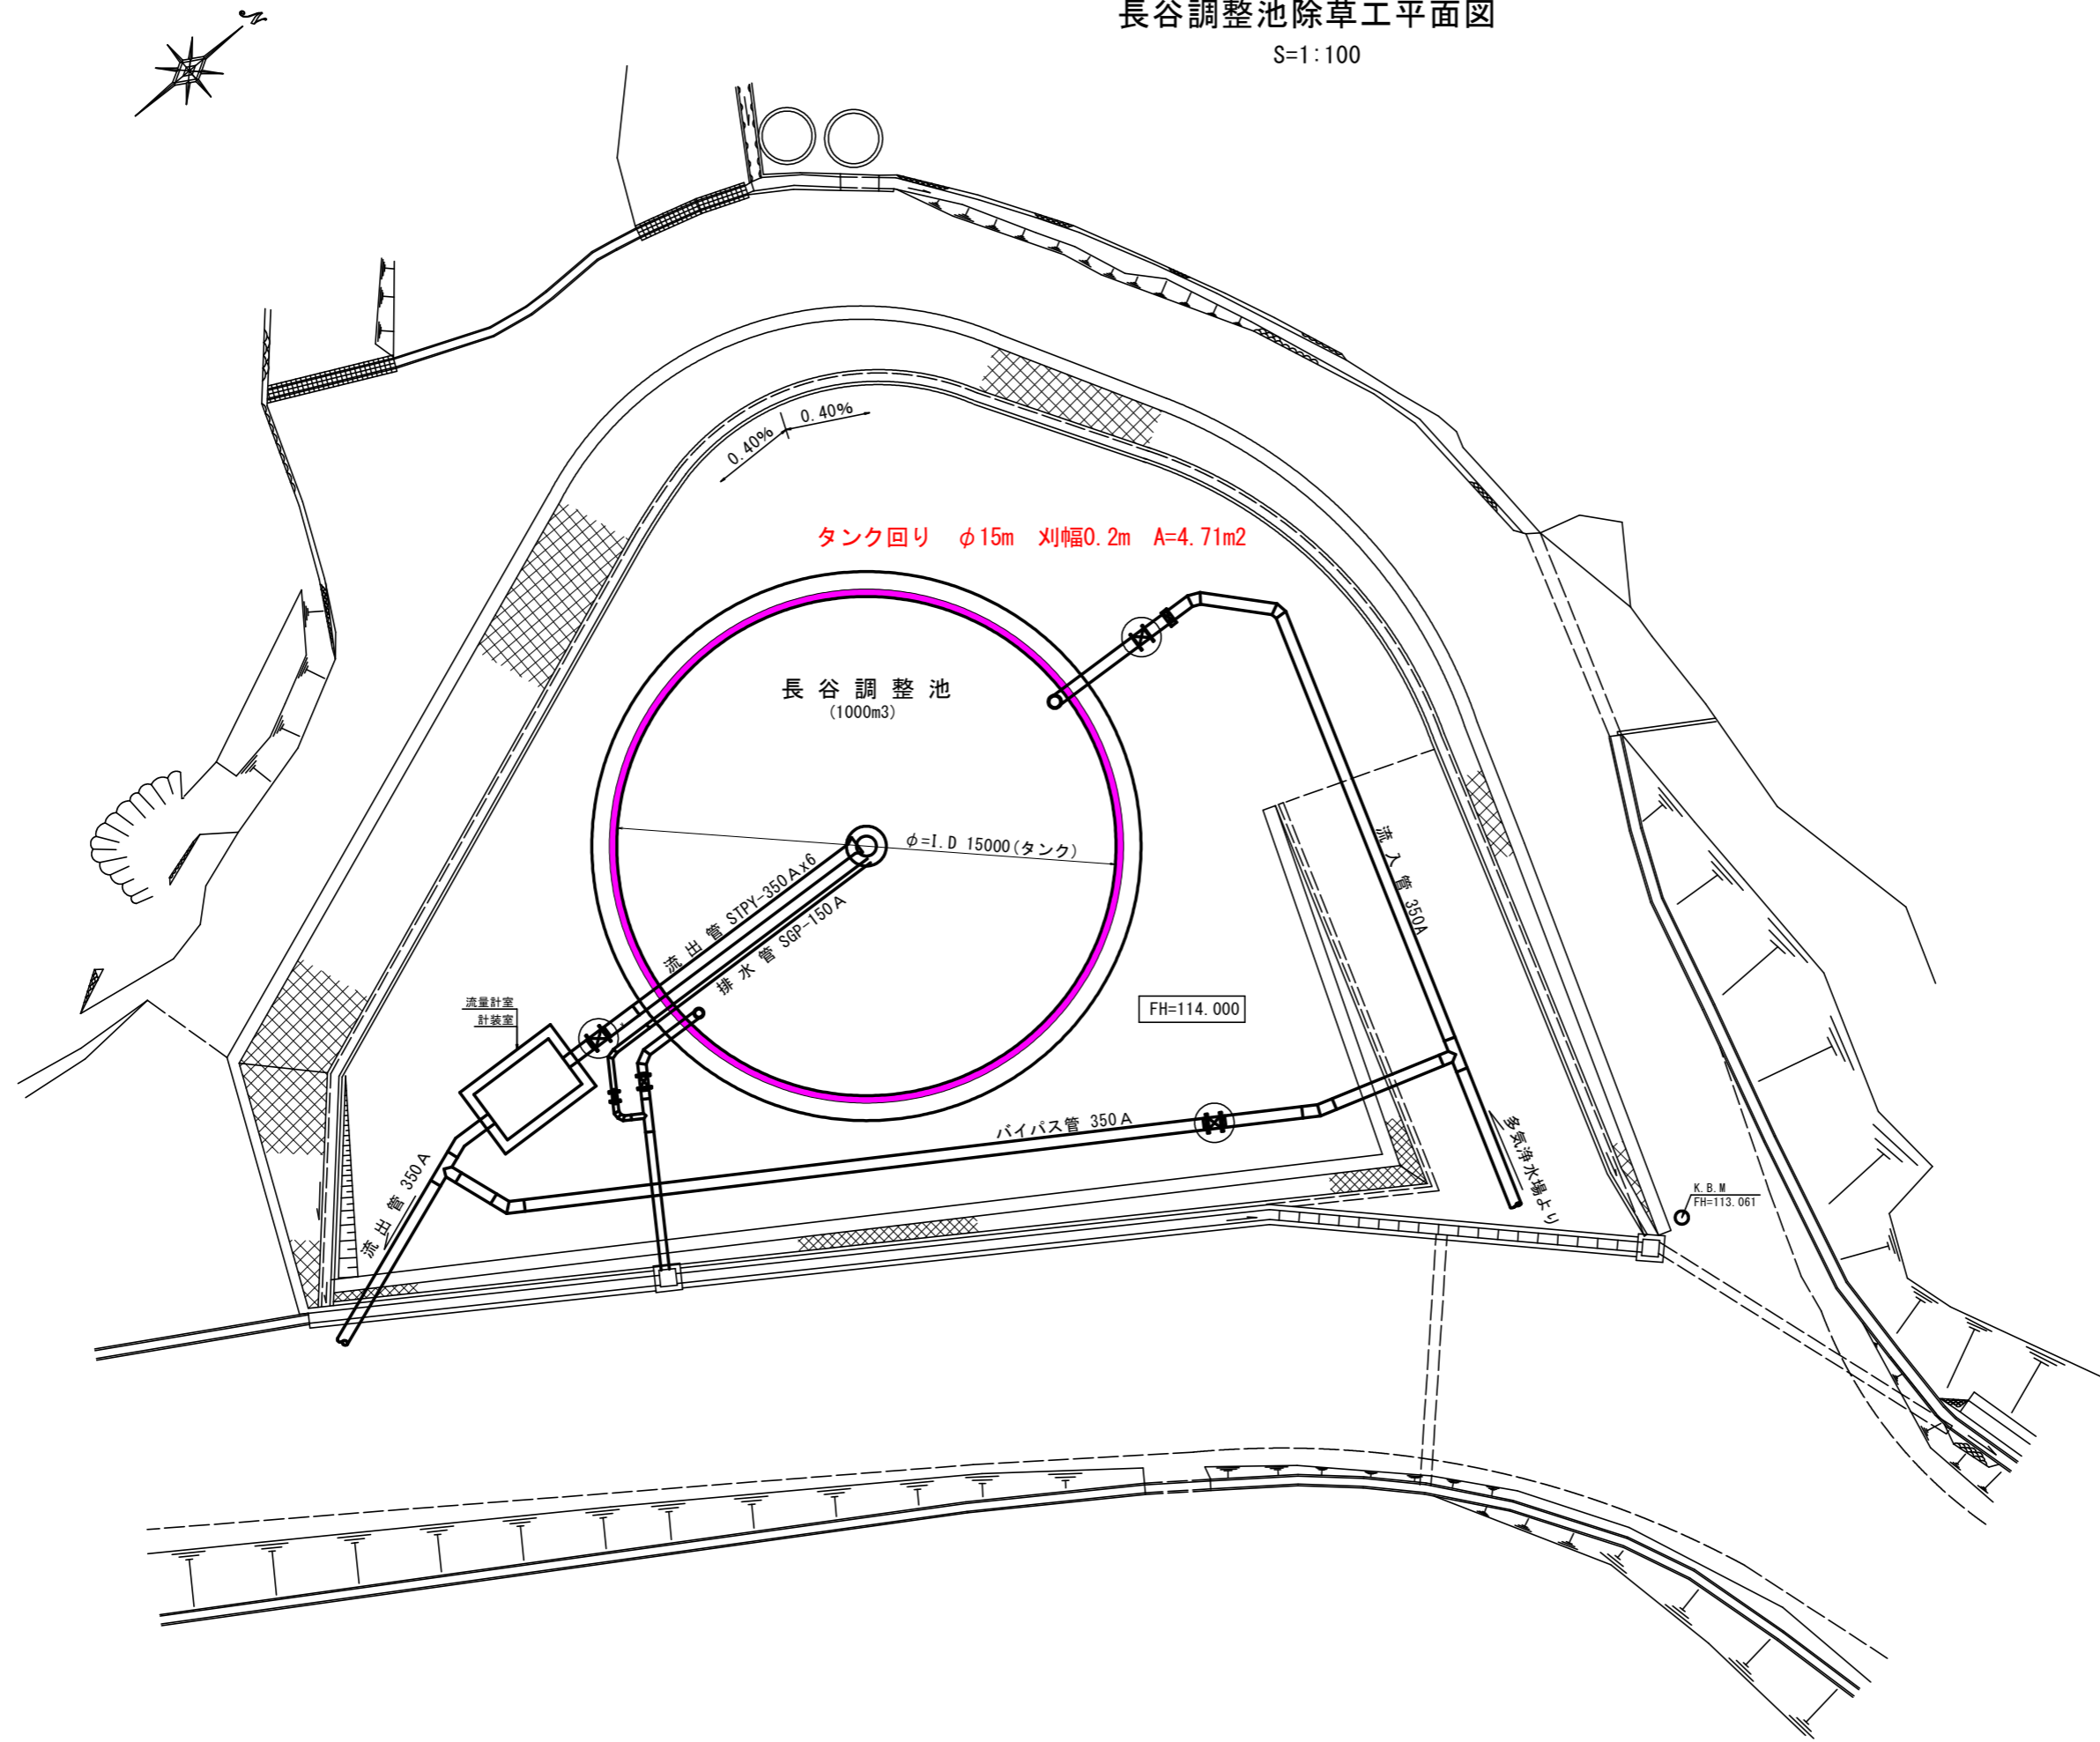 長谷調整池除草工平面図
S=1:100
N
0.40%
0.40%
タンク回り φ15m 刈幅0.2m A=4.71m2
長谷調整池
(1000m3)
φ=I.D 15000(タンク)
流出管 STPY-350Ax6
排水管 SGP-150A
流入管 350A
FH=114.000
流量計室
計装室
バイパス管 350A
流出管 350A
多気浄水場より
K.B.M
FH=113.061